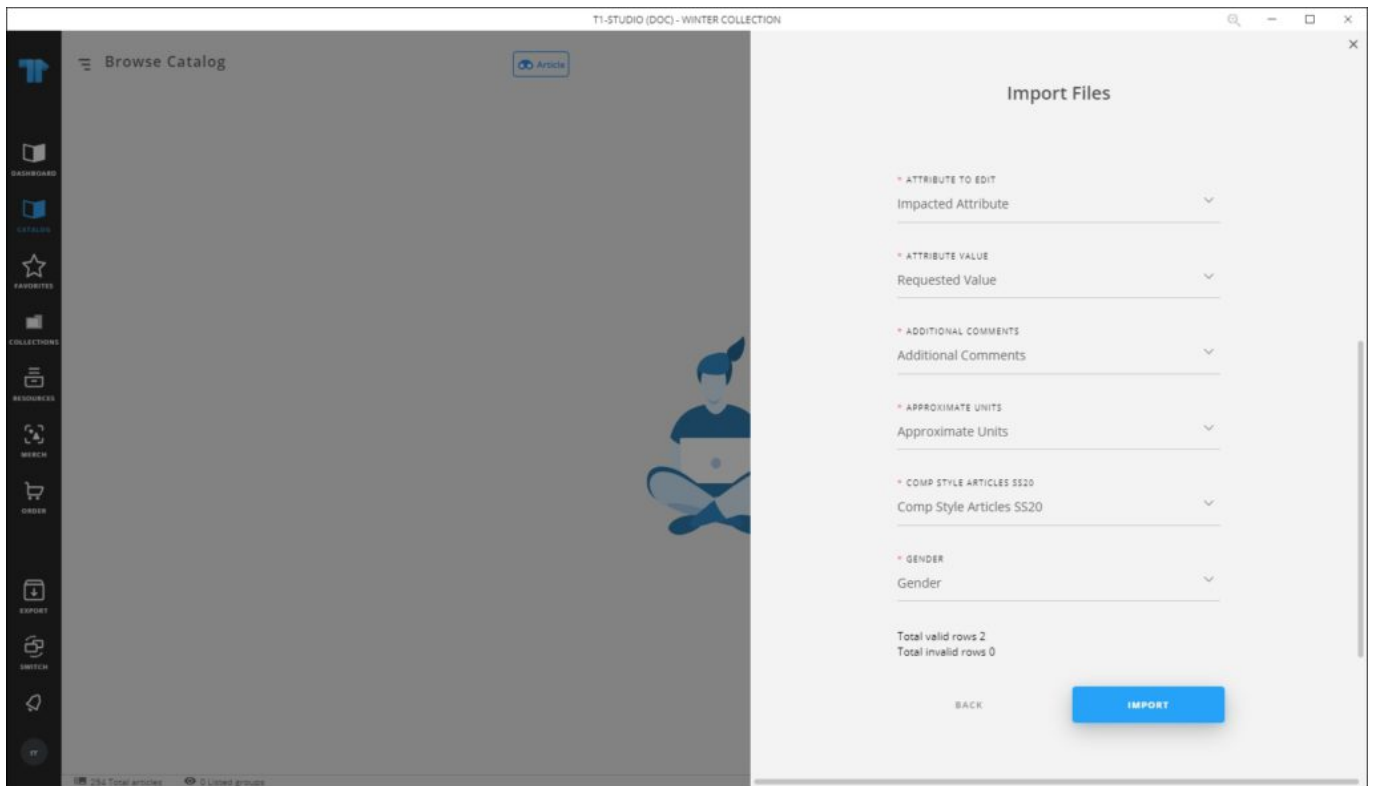 T1-STUDIO (DOC) - WINTER COLLECTION
Browse Catalog
Article
DASHBOARD
CATALOG
FAVORITES
COLLECTIONS
RESOURCES
MERCH
ORDER
EXPORT
SWITCH
IT
294 Total articles
0 Listed groups
Import Files
* ATTRIBUTE TO EDIT
Impacted Attribute
* ATTRIBUTE VALUE
Requested Value
* ADDITIONAL COMMENTS
Additional Comments
* APPROXIMATE UNITS
Approximate Units
* COMP STYLE ARTICLES SS20
Comp Style Articles SS20
* GENDER
Gender
Total valid rows 2
Total invalid rows 0
BACK
IMPORT